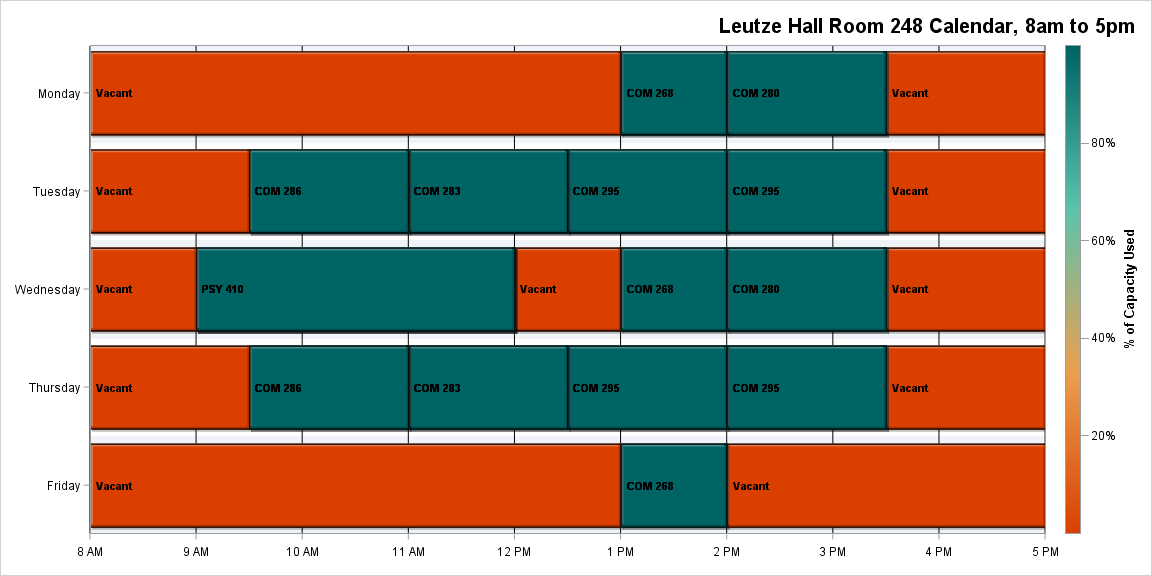 Leutze Hall Room 248 Calendar, 8am to 5pm
Monday
Vacant
COM 268
COM 280
Vacant
Tuesday
Vacant
COM 286
COM 283
COM 295
COM 295
Vacant
Wednesday
Vacant
PSY 410
Vacant
COM 268
COM 280
Vacant
Thursday
Vacant
COM 286
COM 283
COM 295
COM 295
Vacant
Friday
Vacant
COM 268
Vacant
8 AM
9 AM
10 AM
11 AM
12 PM
1 PM
2 PM
3 PM
4 PM
5 PM
80%
60%
40%
20%
% of Capacity Used